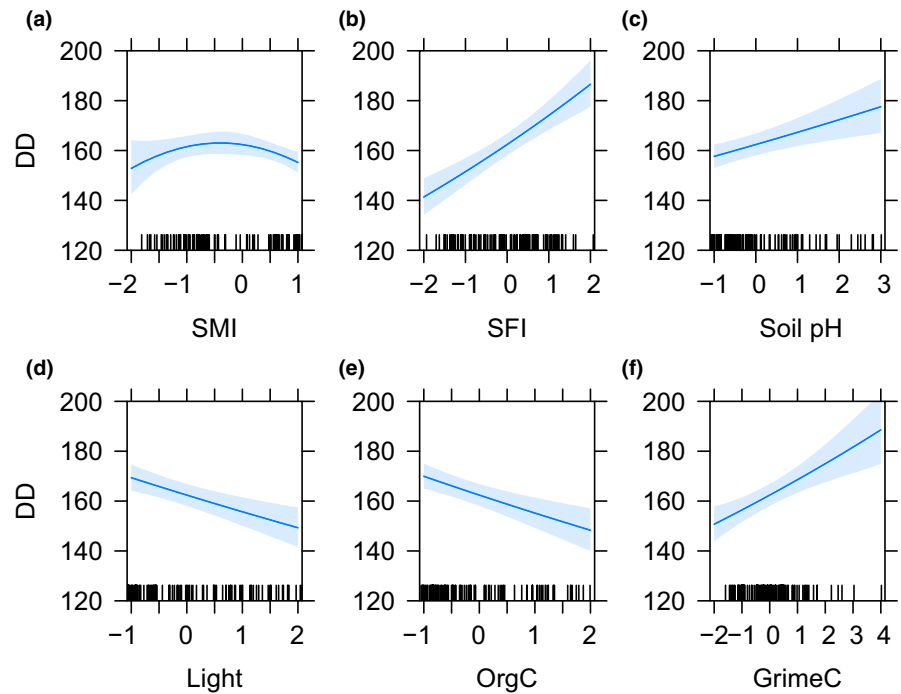 (a) (b) (c)
200 200 200
180 180 180
DD 160 160 160
140 140 140
120 120 120
−2 −1 0 1 −2 −1 0 1 2 −1 0 1 2 3
SMI SFI Soil pH
(d) (e) (f)
200 200 200
180 180 180
DD 160 160 160
140 140 140
120 120 120
−1 0 1 2 −1 0 1 2 −2 −1 0 1 2 3 4
Light OrgC GrimeC